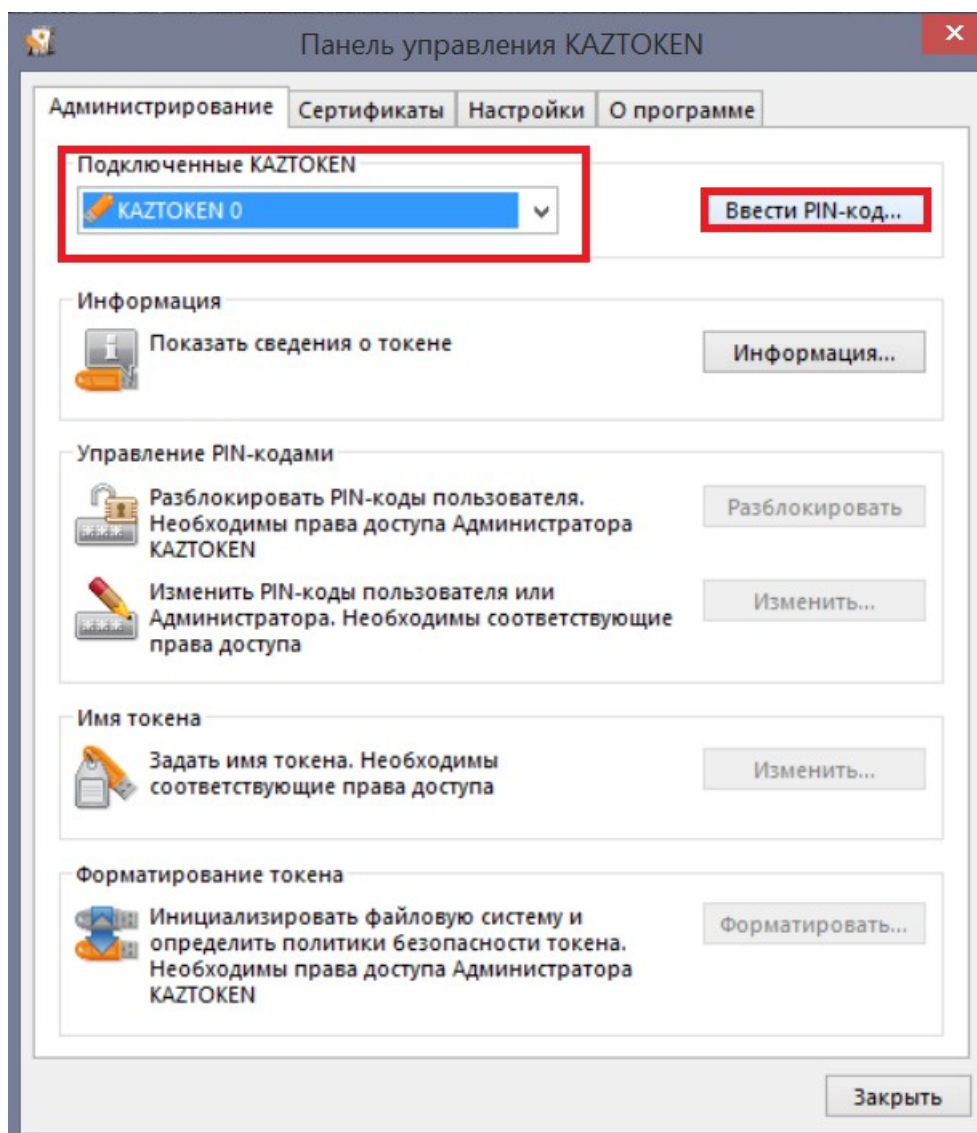 Панель управления KAZTOKEN
Администрирование
Сертификаты
Настройки
О программе
Подключенные KAZTOKEN
KAZTOKEN 0
Ввести PIN-код...
Информация
Показать сведения о токене
Информация...
Управление PIN-кодами
Разблокировать PIN-коды пользователя.
Необходимы права доступа Администратора
KAZTOKEN
Разблокировать
Изменить PIN-коды пользователя или
Администратора. Необходимы соответствующие
права доступа
Изменить...
Имя токена
Задать имя токена. Необходимы
соответствующие права доступа
Изменить...
Форматирование токена
Инициализировать файловую систему и
определить политики безопасности токена.
Необходимы права доступа Администратора
KAZTOKEN
Форматировать...
Закрыть